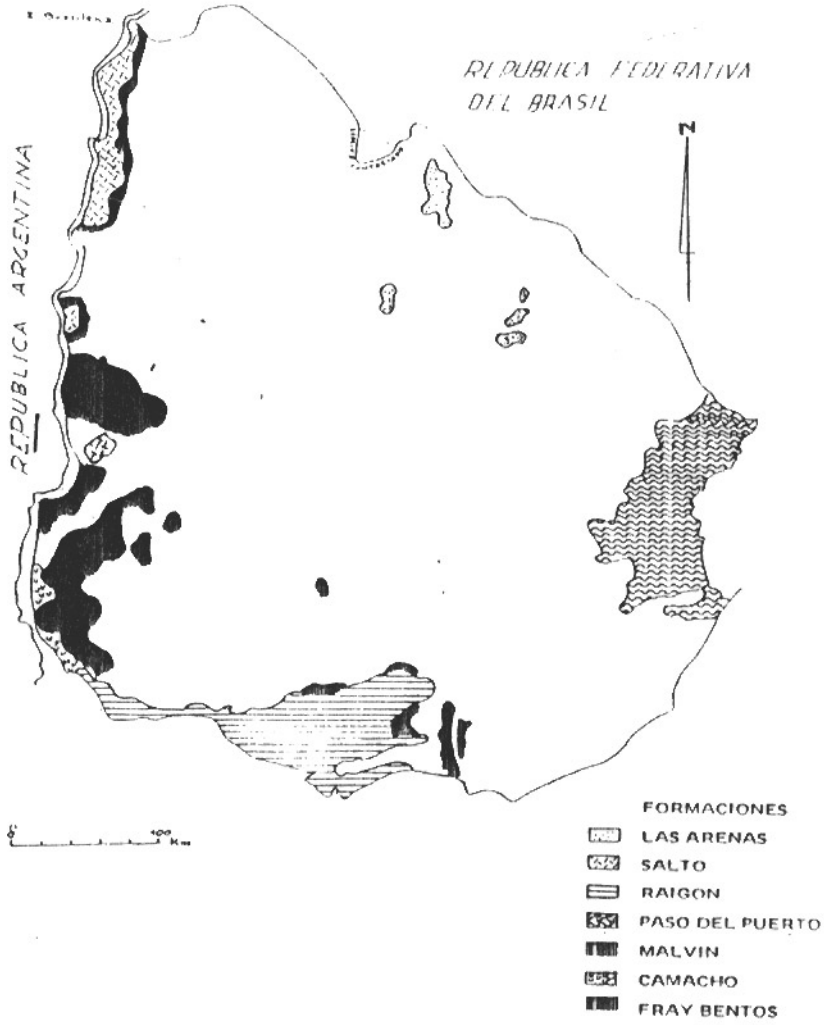 REPUBLICA FEDERATIVA
DEL BRASIL
N
REPUBLICA ARGENTINA
0 100
Km
FORMACIONES
LAS ARENAS
SALTO
RAIGON
PASO DEL PUERTO
MALVIN
CAMACHO
FRAY BENTOS